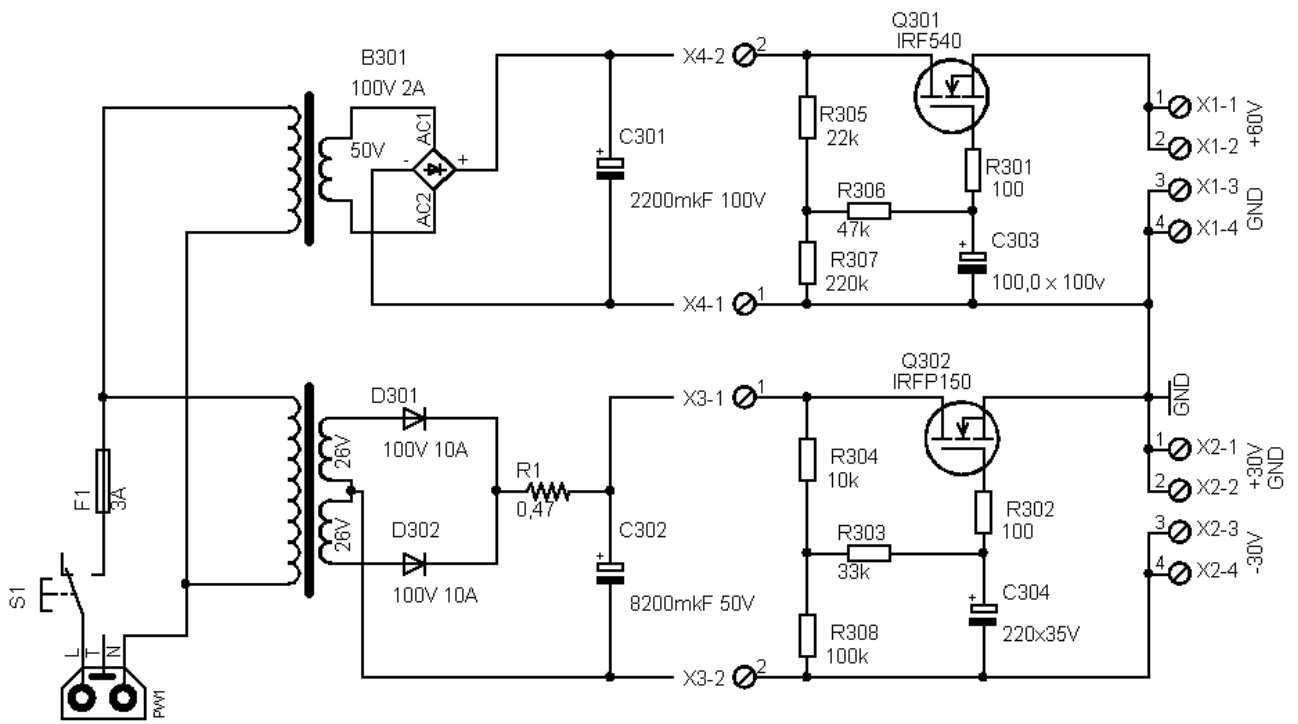 Q301
IRF540
B301
100V 2A
X4-2
2
AC1
50V
- +
AC2
C301
+
2200mkF 100V
R305
22k
R301
100
R306
47k
C303
+
100,0 x 100v
R307
220k
X4-1
1
1
X1-1
2
X1-2
+60V
3
X1-3
4
X1-4
GND
Q302
IRFP150
D301
100V 10A
X3-1
1
GND
26V
26V
R1
0,47
R304
10k
1
X2-1
2
X2-2
+30V
GND
F1
3A
D302
100V 10A
C302
+
8200mkF 50V
R303
33k
R302
100
3
X2-3
4
X2-4
-30V
S1
C304
+
220x35V
R308
100k
X3-2
2
L
T
N
PW1